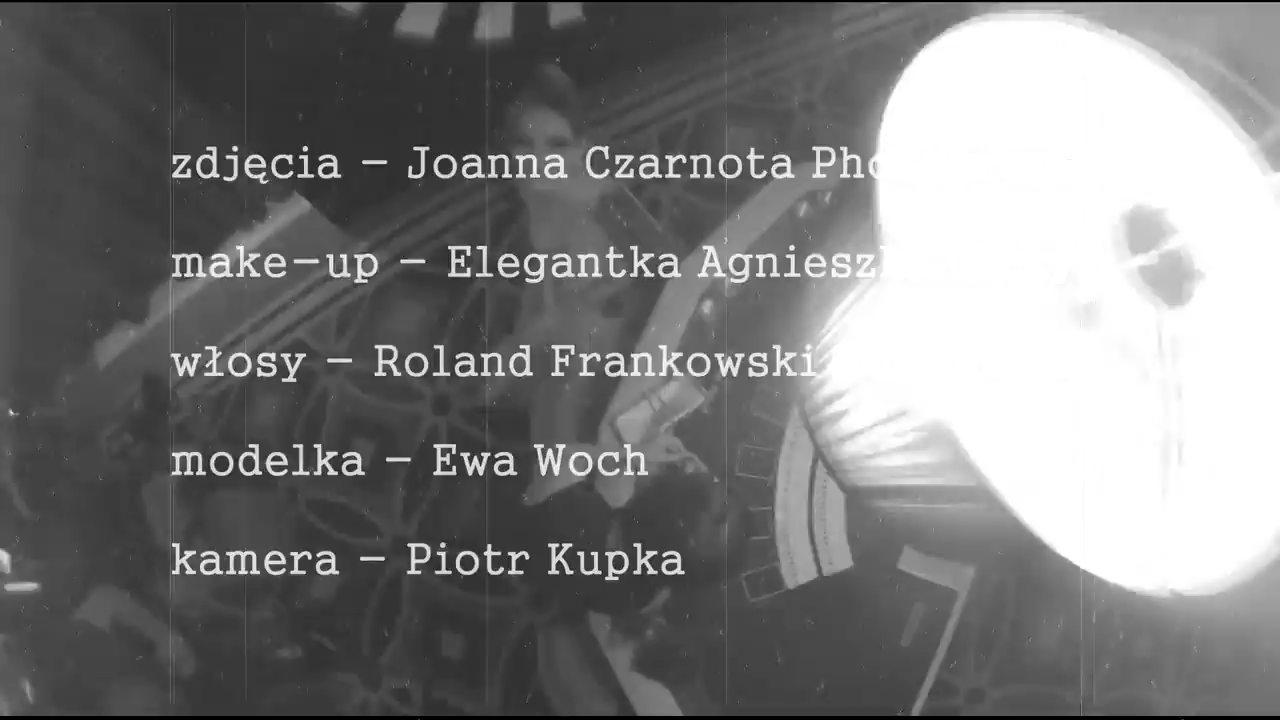 zdjęcia – Joanna Czarnota
make-up – Elegantka
włosy – Roland Frankowski
modelka – Ewa Woch
kamera – Piotr Kupka